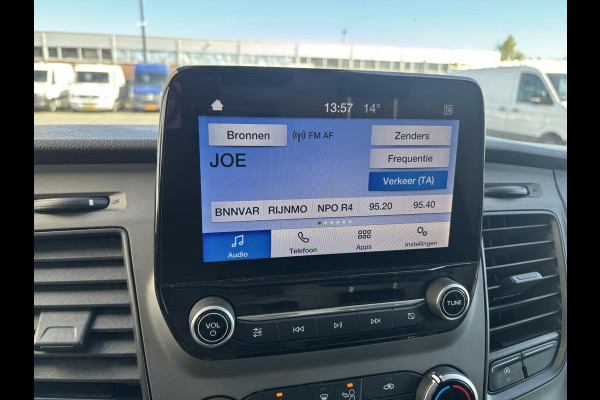 13:57 14° TA
Bronnen FM AF Zenders
JOE Frequentie
Verkeer (TA)
BNNVAR RIJNMO NPO R4 95.20 95.40
Audio Telefoon Apps Instellingen
VOL TUNE